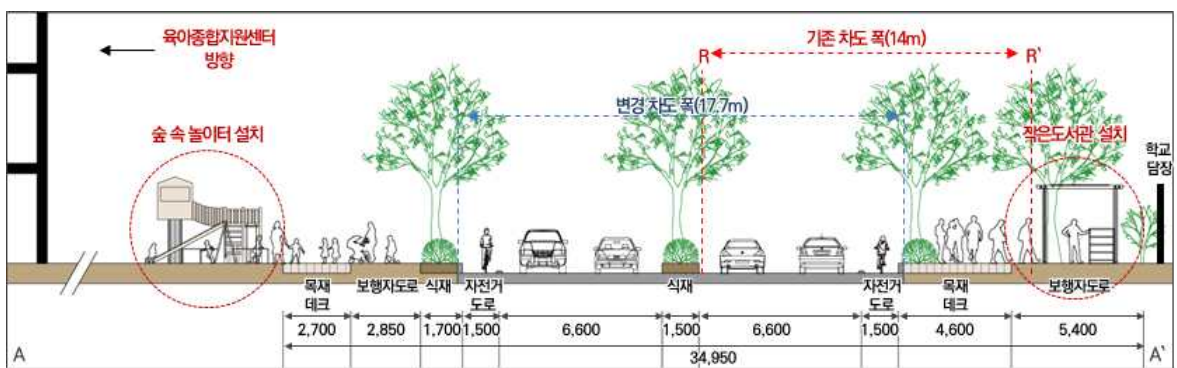 육아종합지원센터
방향
기존 차도 폭(14m)
R
R`
변경 차도 폭(17.7m)
숲 속 놀이터 설치
작은도서관 설치
학교
담장
목재
데크
보행자도로
식재
자전거
도로
식재
자전거
도로
목재
데크
보행자도로
2,700
2,850
1,700
1,500
6,600
1,500
6,600
1,500
4,600
5,400
34,950
A
A`